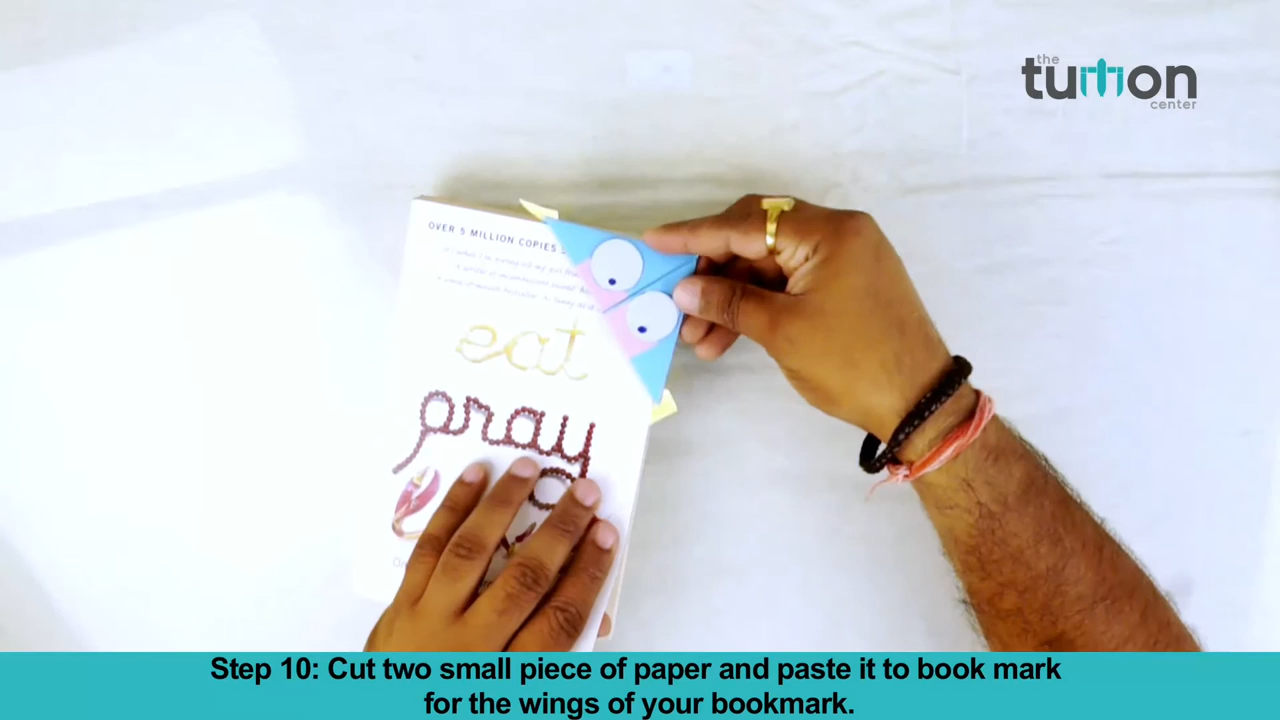 the
tuition
center
OVER 5 MILLION COPIES
eat
pray
Step 10: Cut two small piece of paper and paste it to book mark
for the wings of your bookmark.